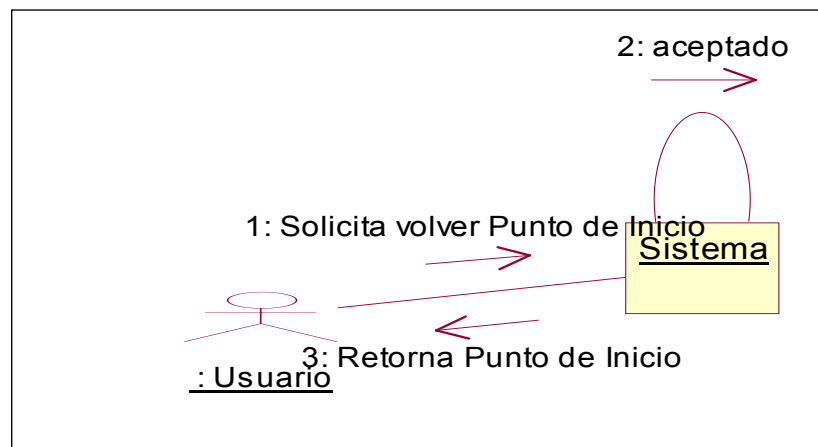 2: aceptado
1: Solicita volver Punto de Inicio
Sistema
3: Retorna Punto de Inicio
: Usuario